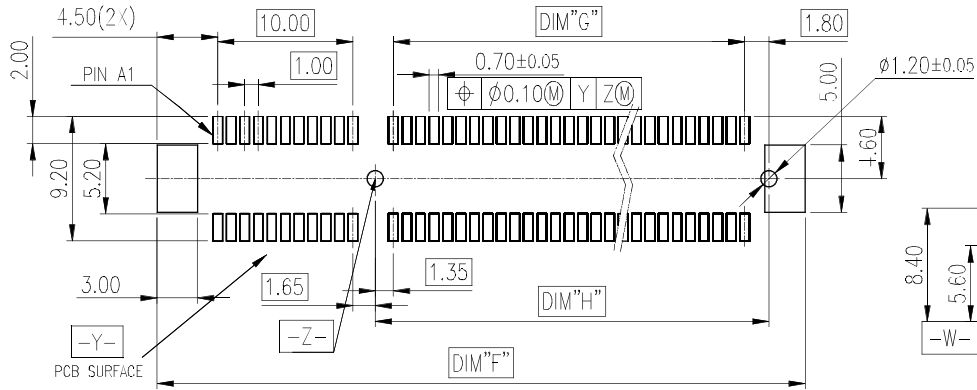 4.50(2X)
10.00
DIM"G"
1.80
2.00
PIN A1
1.00
0.70±0.05
⌖ Ø0.10Ⓜ Y ZⓂ
Ø1.20±0.05
5.00
9.20
5.20
4.60
3.00
1.65
1.35
8.40
5.60
-Y-
-Z-
DIM"H"
-W-
PCB SURFACE
DIM"F"